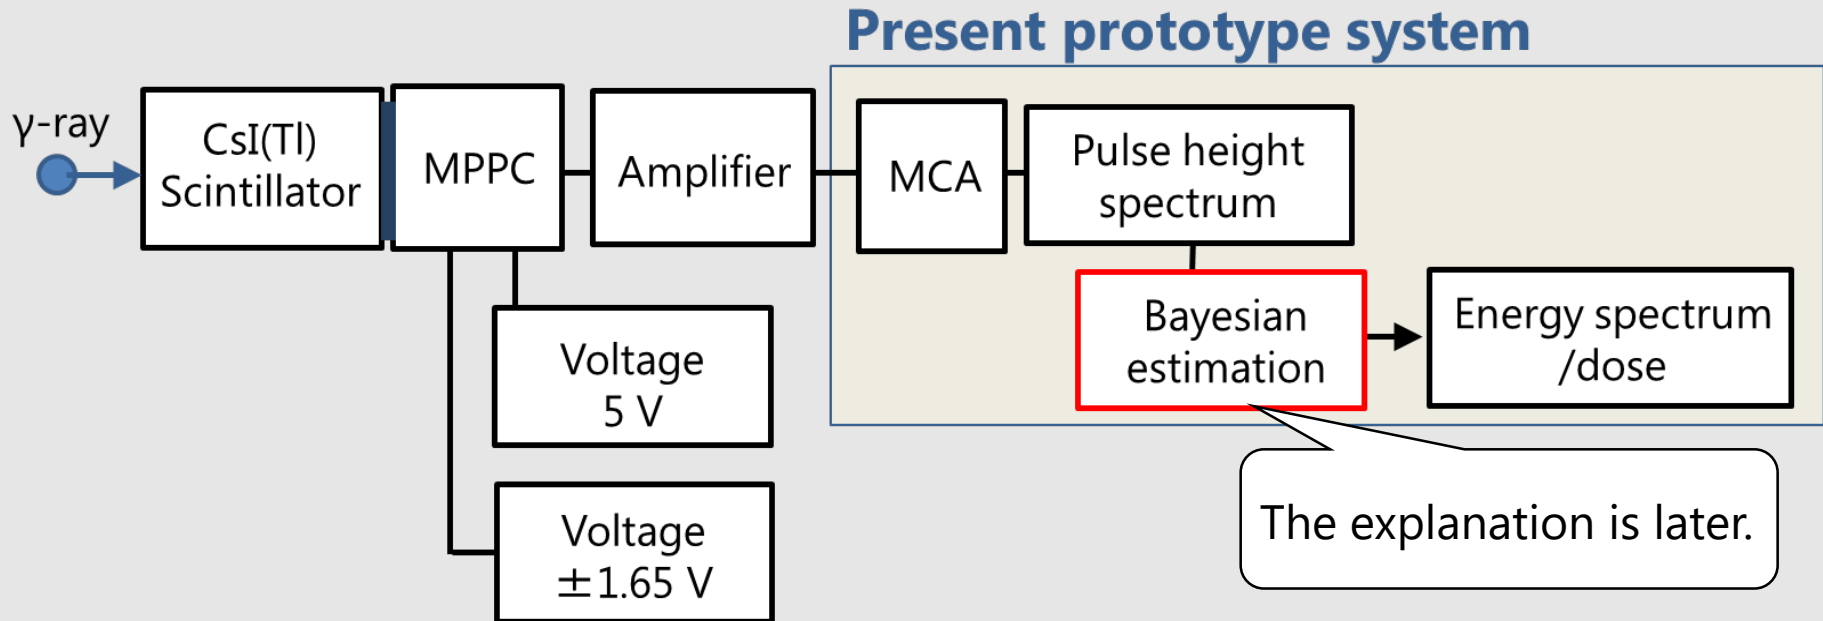 Present prototype system
γ-ray
CsI(Tl)
Scintillator
MPPC
Amplifier
MCA
Pulse height
spectrum
Bayesian
estimation
Energy spectrum
/dose
Voltage
5 V
Voltage
±1.65 V
The explanation is later.